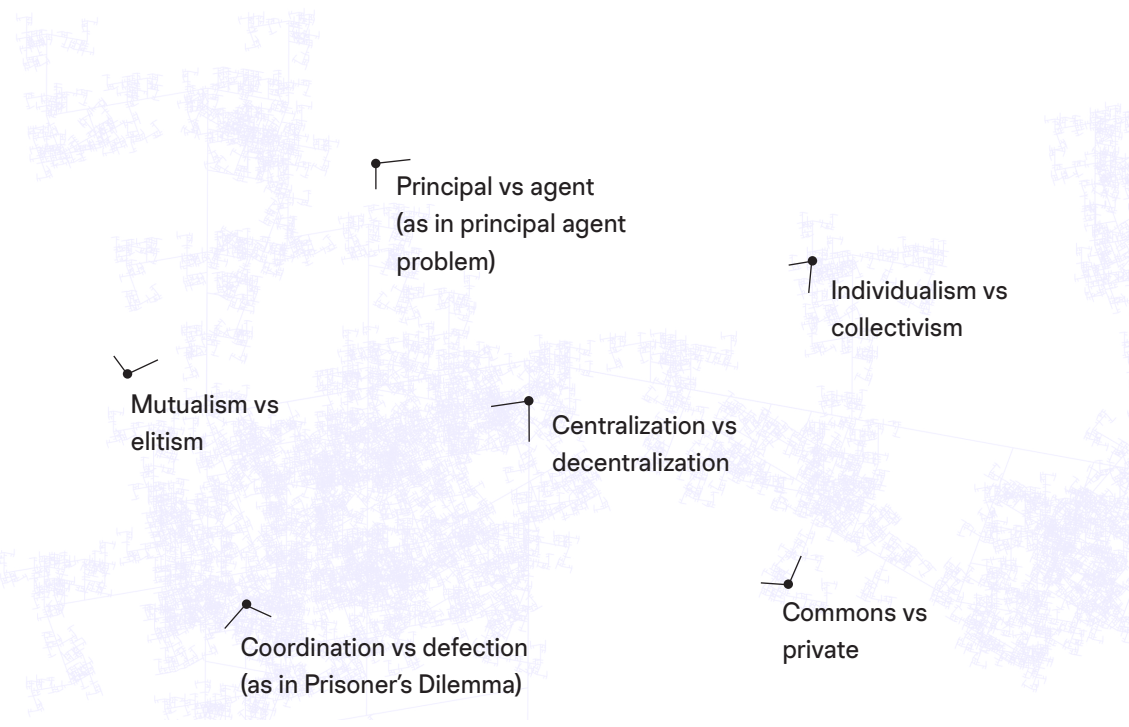 Principal vs agent
(as in principal agent
problem)
Individualism vs
collectivism
Mutualism vs
elitism
Centralization vs
decentralization
Commons vs
private
Coordination vs defection
(as in Prisoner’s Dilemma)